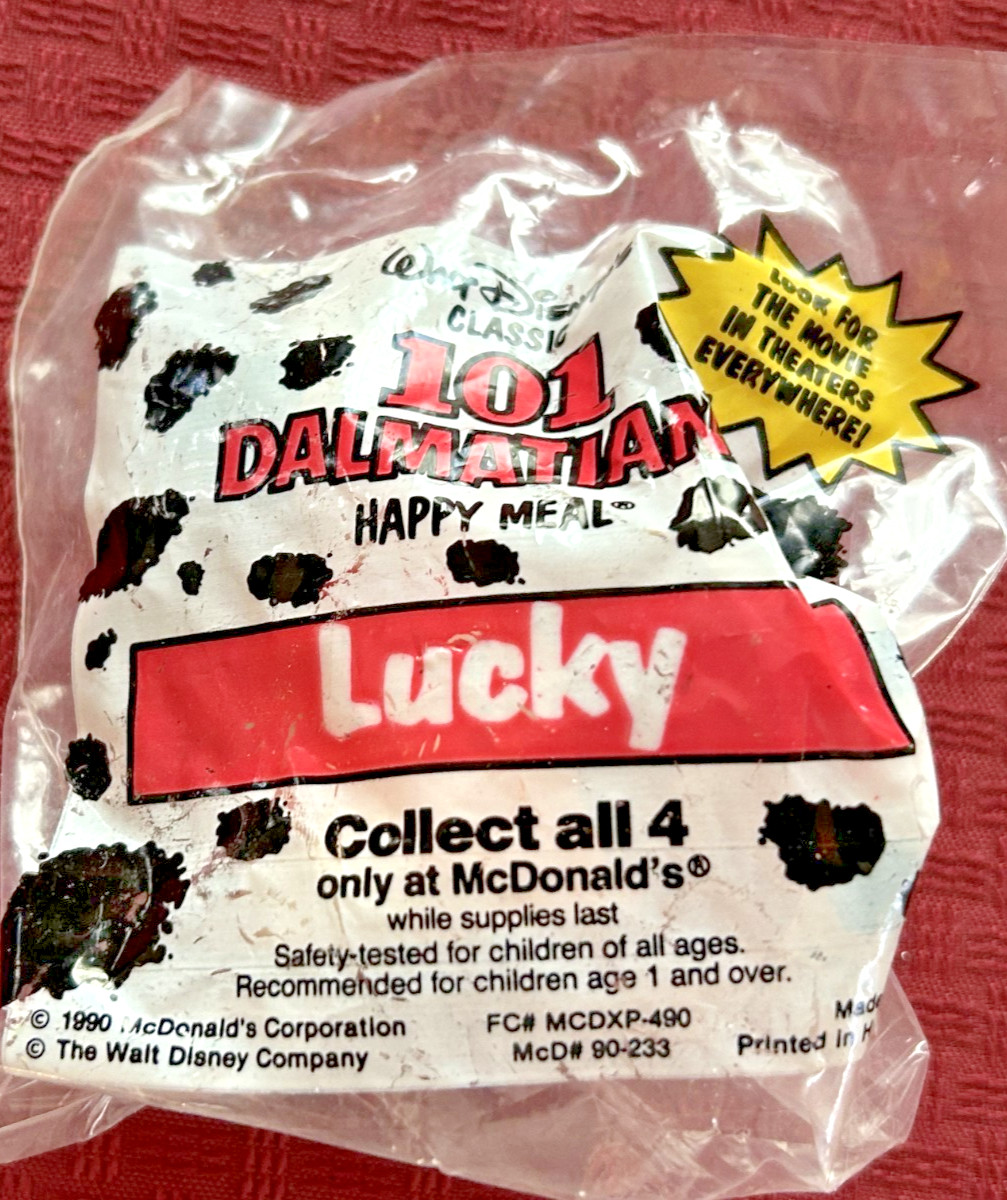 Walt Disney
CLASSIC
101
DALMATIAN
HAPPY MEAL®
LOOK FOR
THE MOVIE
IN THEATERS
EVERYWHERE!
Lucky
Collect all 4
only at McDonald's®
while supplies last
Safety-tested for children of all ages.
Recommended for children age 1 and over.
© 1990 McDonald's Corporation
© The Walt Disney Company
FC# MCDXP-490
McD# 90-233
Made
Printed in H